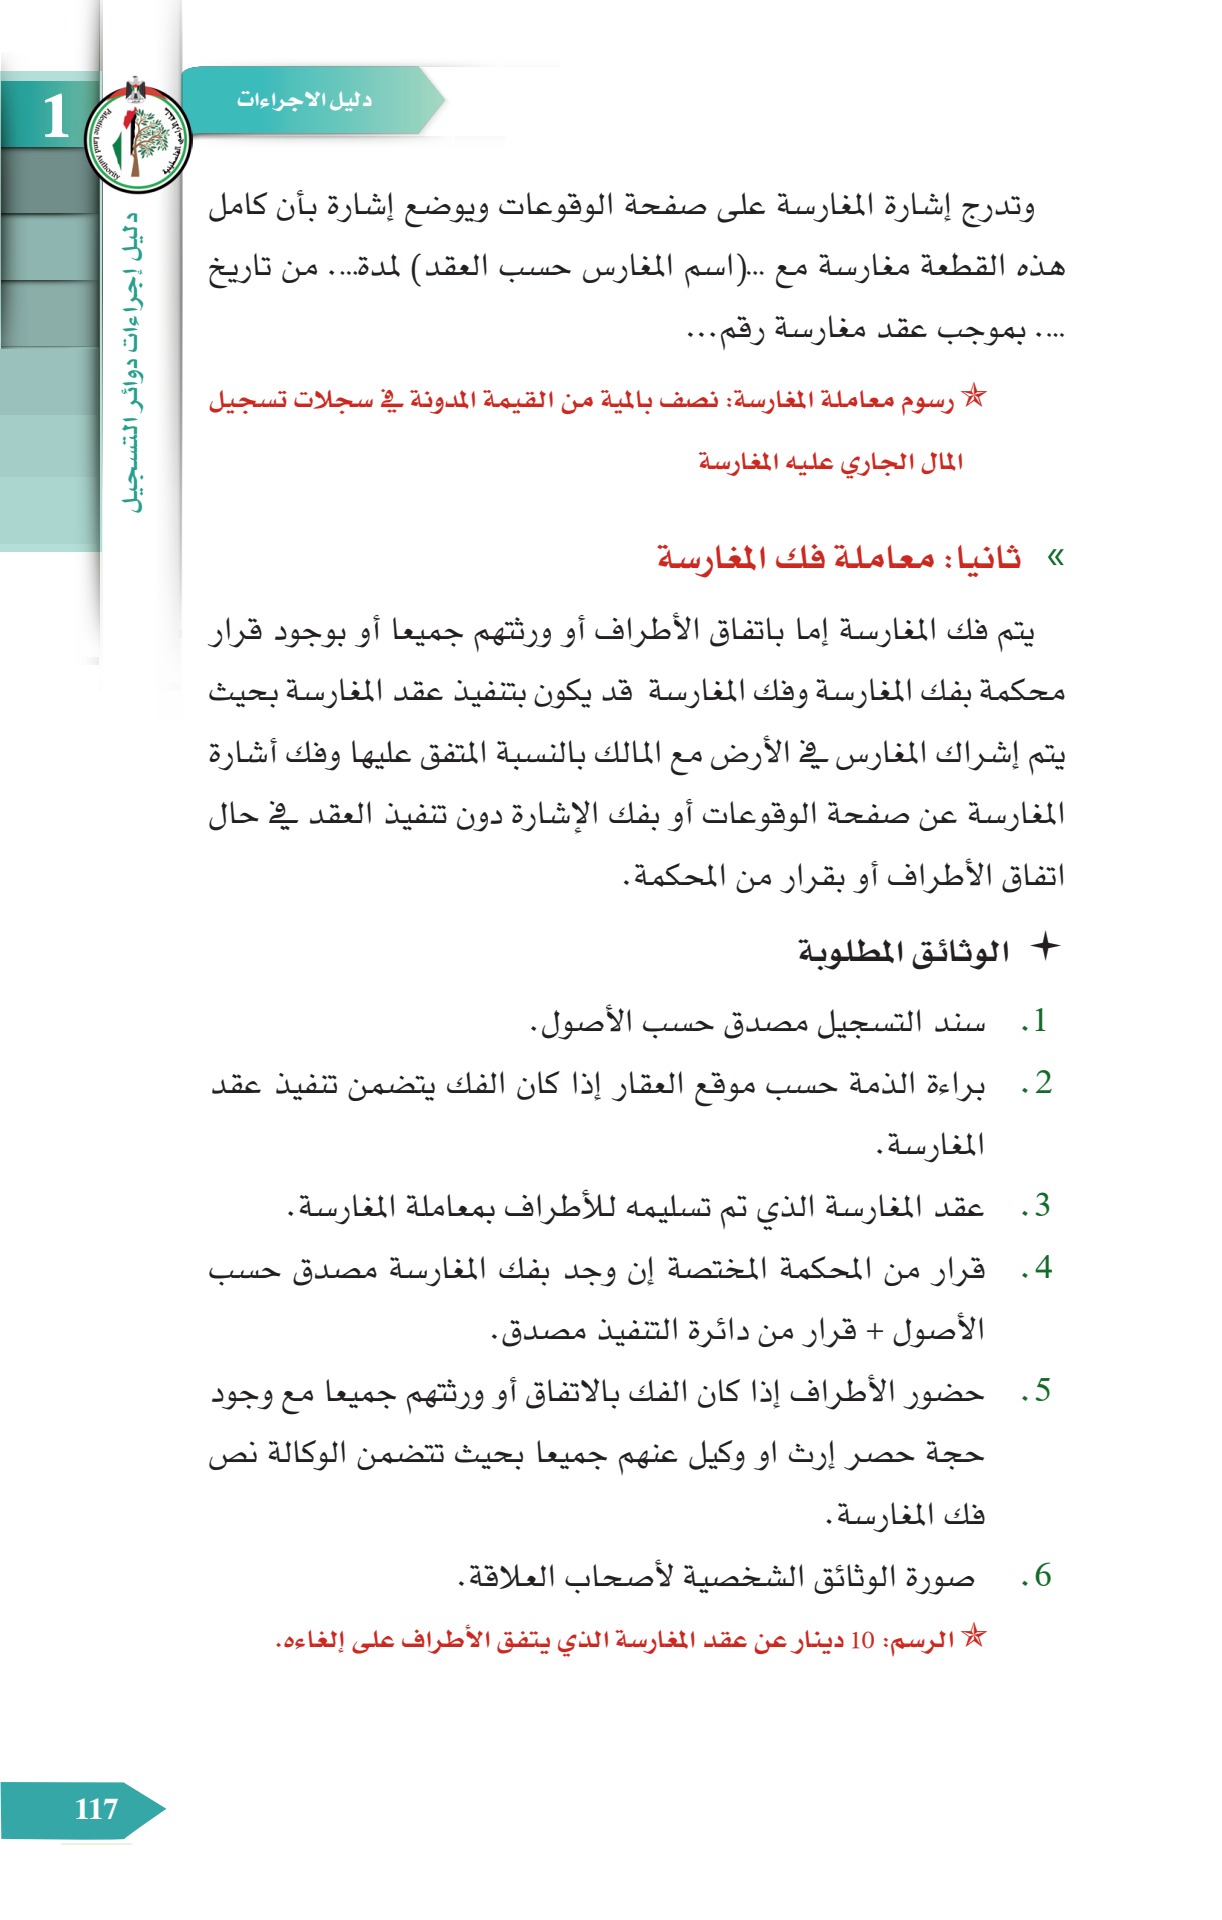 دليل الاجراءات
1
Palestine Land Authority
دليل إجراءات دوائر التسجيل
وتدرج إشارة المغارسة على صفحة الوقوعات ويوضع إشارة بأن كامل
هذه القطعة مغارسة مع ...(اسم المغارس حسب العقد) لمدة.... من تاريخ
.... بموجب عقد مغارسة رقم...
رسوم معاملة المغارسة: نصف بالمية من القيمة المدونة في سجلات تسجيل
المال الجاري عليه المغارسة
» ثانيا: معاملة فك المغارسة
يتم فك المغارسة إما باتفاق الأطراف أو ورثتهم جميعا أو بوجود قرار
محكمة بفك المغارسة وفك المغارسة قد يكون بتنفيذ عقد المغارسة بحيث
يتم إشراك المغارس في الأرض مع المالك بالنسبة المتفق عليها وفك أشارة
المغارسة عن صفحة الوقوعات أو بفك الإشارة دون تنفيذ العقد في حال
اتفاق الأطراف أو بقرار من المحكمة.
الوثائق المطلوبة
1. سند التسجيل مصدق حسب الأصول.
2. براءة الذمة حسب موقع العقار إذا كان الفك يتضمن تنفيذ عقد
المغارسة.
3. عقد المغارسة الذي تم تسليمه للأطراف بمعاملة المغارسة.
4. قرار من المحكمة المختصة إن وجد بفك المغارسة مصدق حسب
الأصول + قرار من دائرة التنفيذ مصدق.
5. حضور الأطراف إذا كان الفك بالاتفاق أو ورثتهم جميعا مع وجود
حجة حصر إرث او وكيل عنهم جميعا بحيث تتضمن الوكالة نص
فك المغارسة.
6. صورة الوثائق الشخصية لأصحاب العلاقة.
الرسم: 10 دينار عن عقد المغارسة الذي يتفق الأطراف على إلغاءه.
117